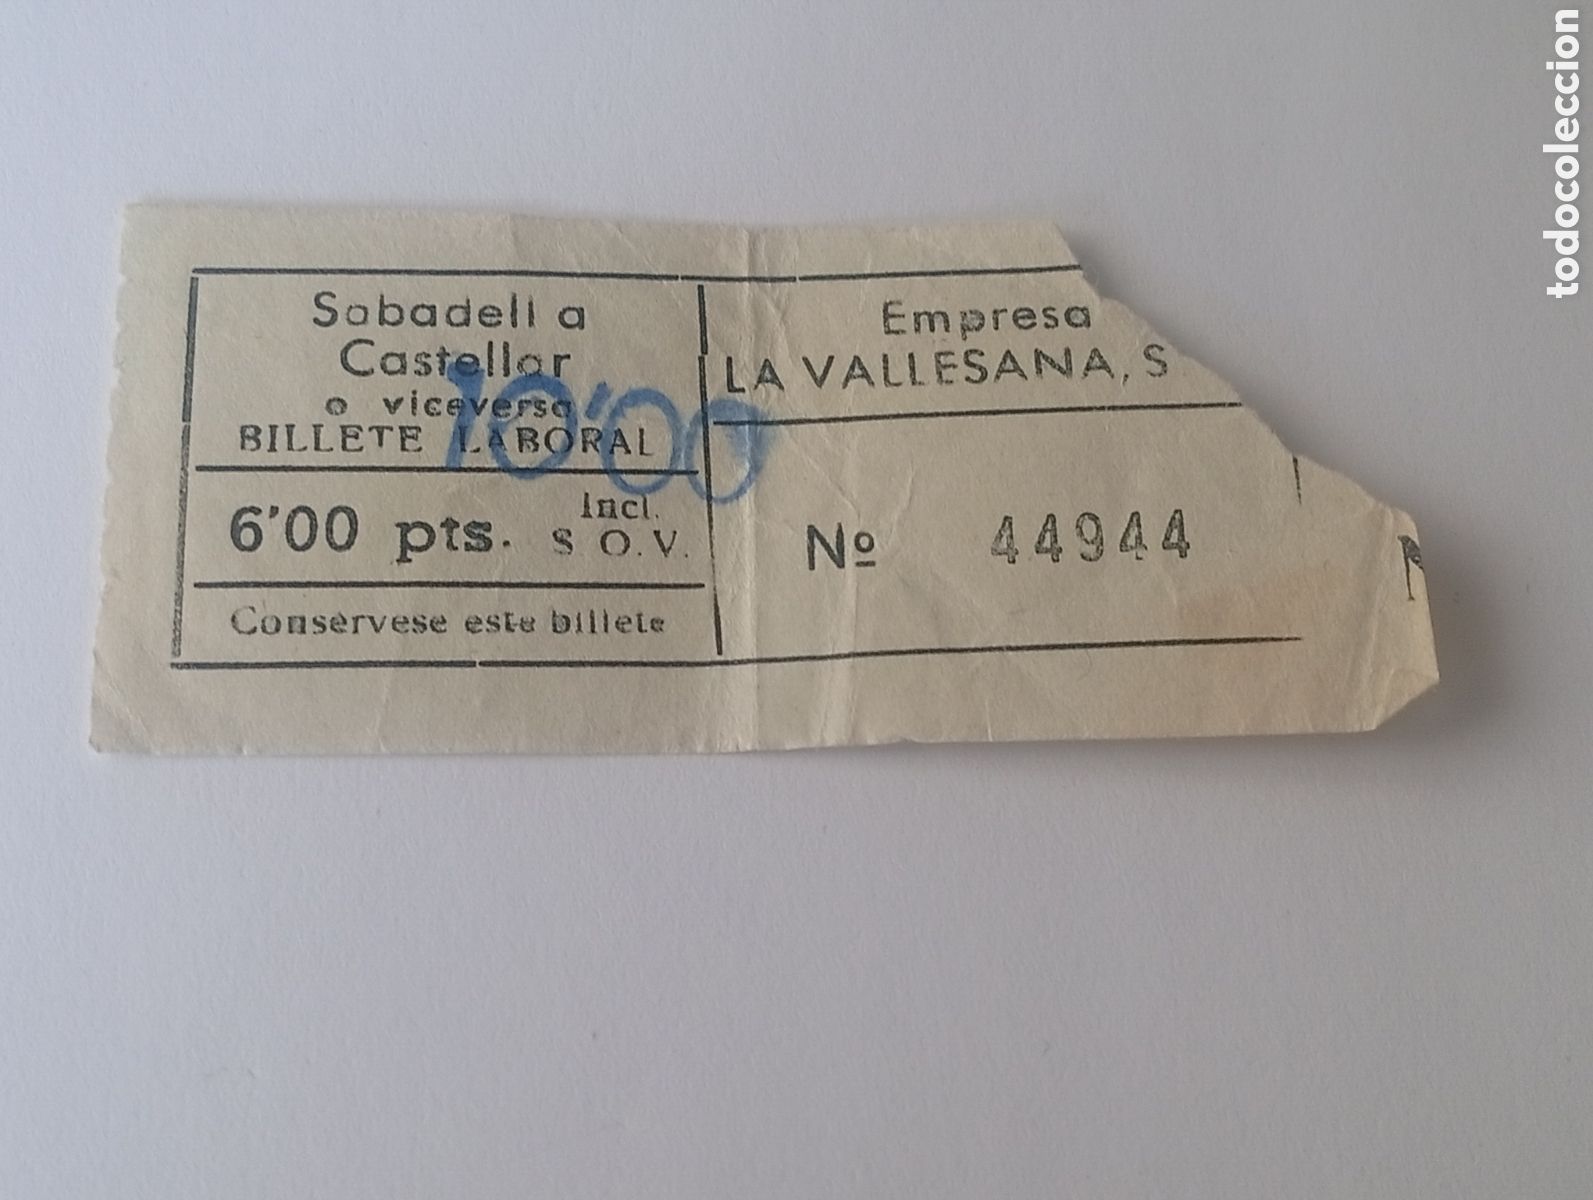 Sabadell a
Castellar
o viceversa
BILLETE LABORAL
10'00
6'00 pts. Incl.
S.O.V.
Consérvese este billete
Empresa
LA VALLESANA, S
Nº 44944
N
todocoleccion